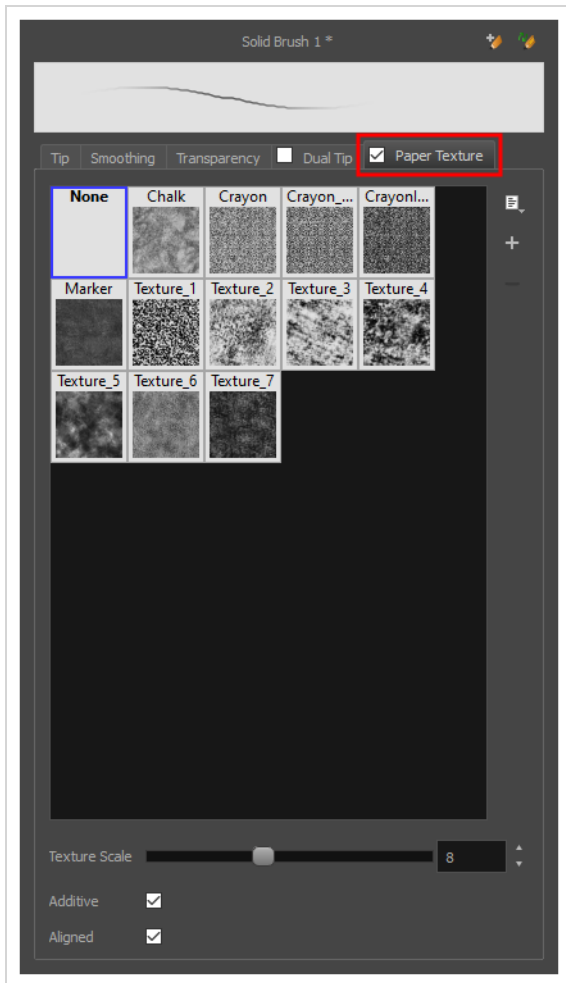 Solid Brush 1 *
Tip Smoothing Transparency Dual Tip Paper Texture
None Chalk Crayon Crayon_... Crayonl...
Marker Texture_1 Texture_2 Texture_3 Texture_4
Texture_5 Texture_6 Texture_7
Texture Scale 8
Additive
Aligned